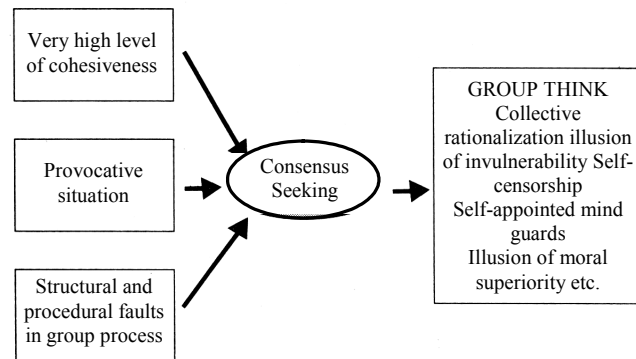 Very high level
of cohesiveness
Provocative
situation
Structural and
procedural faults
in group process
Consensus
Seeking
GROUP THINK
Collective
rationalization illusion
of invulnerability Self-
censorship
Self-appointed mind
guards
Illusion of moral
superiority etc.